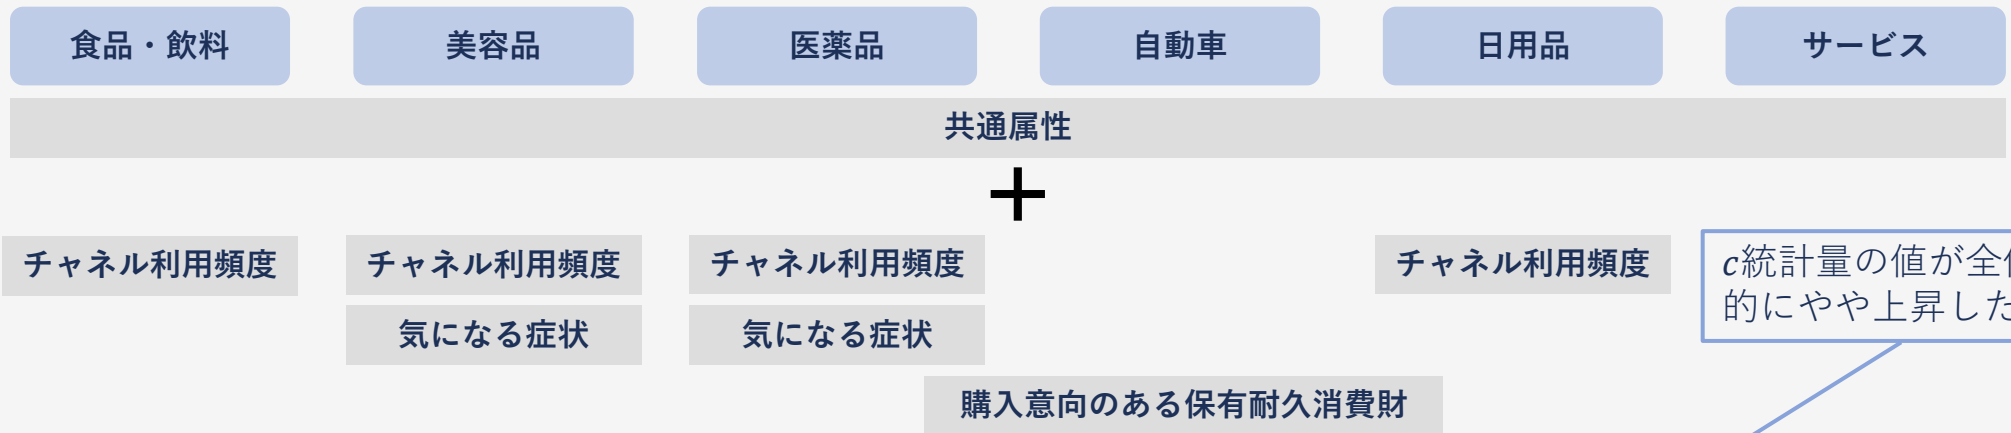 食品・飲料
美容品
医薬品
自動車
日用品
サービス
共通属性
+
チャネル利用頻度
チャネル利用頻度
チャネル利用頻度
チャネル利用頻度
c統計量の値が全
的にやや上昇した
気になる症状
気になる症状
購入意向のある保有耐久消費財